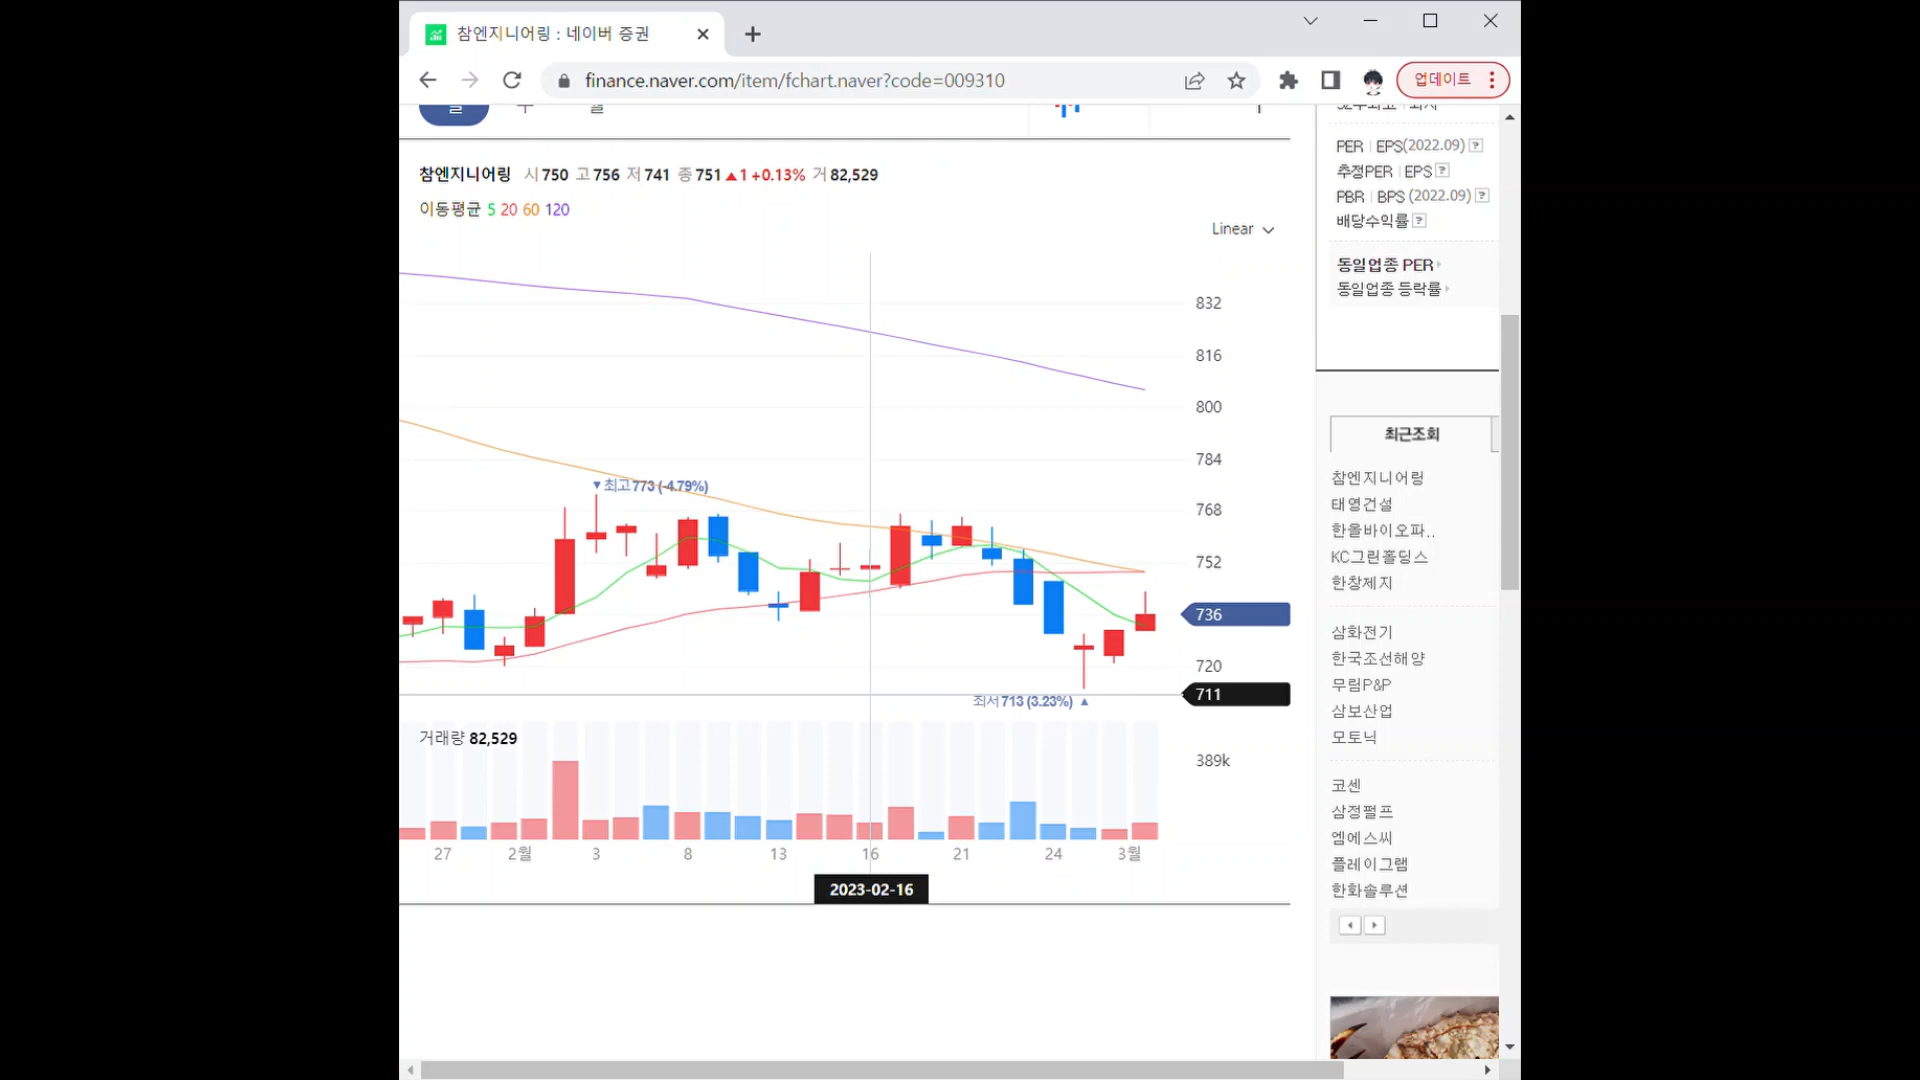 참엔지니어링 : 네이버 증권
finance.naver.com/item/fchart.naver?code=009310
업데이트
일 주 월
참엔지니어링 시 750 고 756 저 741 종 751 ▲1 +0.13% 거 82,529
이동평균 5 20 60 120
Linear
832
816
800
784
768
752
736
720
711
▼최고773 (-4.79%)
최저713 (3.23%) ▲
거래량 82,529
389k
27 2월 3 8 13 16 21 24 3월
2023-02-16
PER | EPS(2022.09) ?
추정PER | EPS ?
PBR | BPS (2022.09) ?
배당수익률 ?
동일업종 PER
동일업종 등락률
최근조회
참엔지니어링
태영건설
한올바이오파..
KC그린홀딩스
한창제지
삼화전기
한국조선해양
무림P&P
삼보산업
모토닉
코센
삼정펄프
엠에스씨
플레이그램
한화솔루션